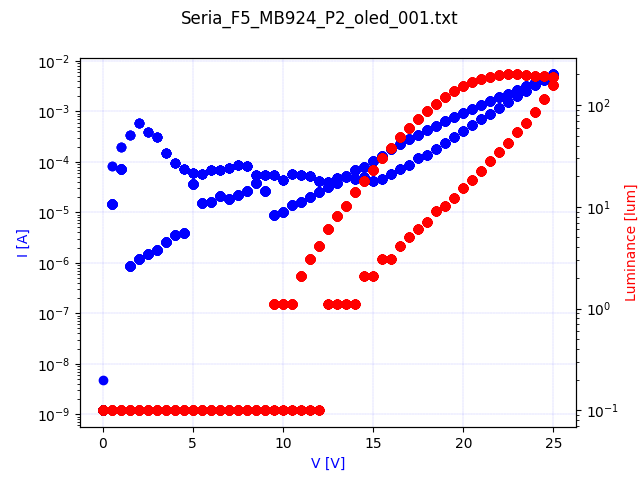 Seria_F5_MB924_P2_oled_001.txt
I [A]
10⁻²
10⁻³
10⁻⁴
10⁻⁵
10⁻⁶
10⁻⁷
10⁻⁸
10⁻⁹
10²
10¹
10⁰
10⁻¹
Luminance [lum]
0 5 10 15 20 25
V [V]